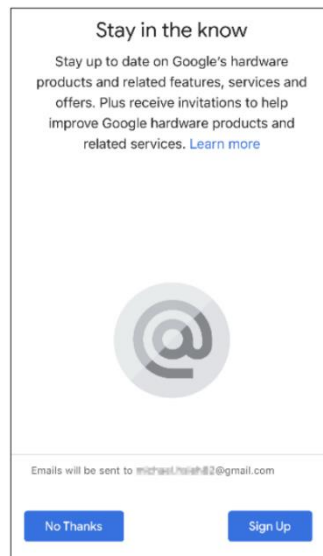 Stay in the know
Stay up to date on Google's hardware
products and related features, services and
offers. Plus receive invitations to help
improve Google hardware products and
related services. Learn more
@
Emails will be sent to @gmail.com
No Thanks
Sign Up